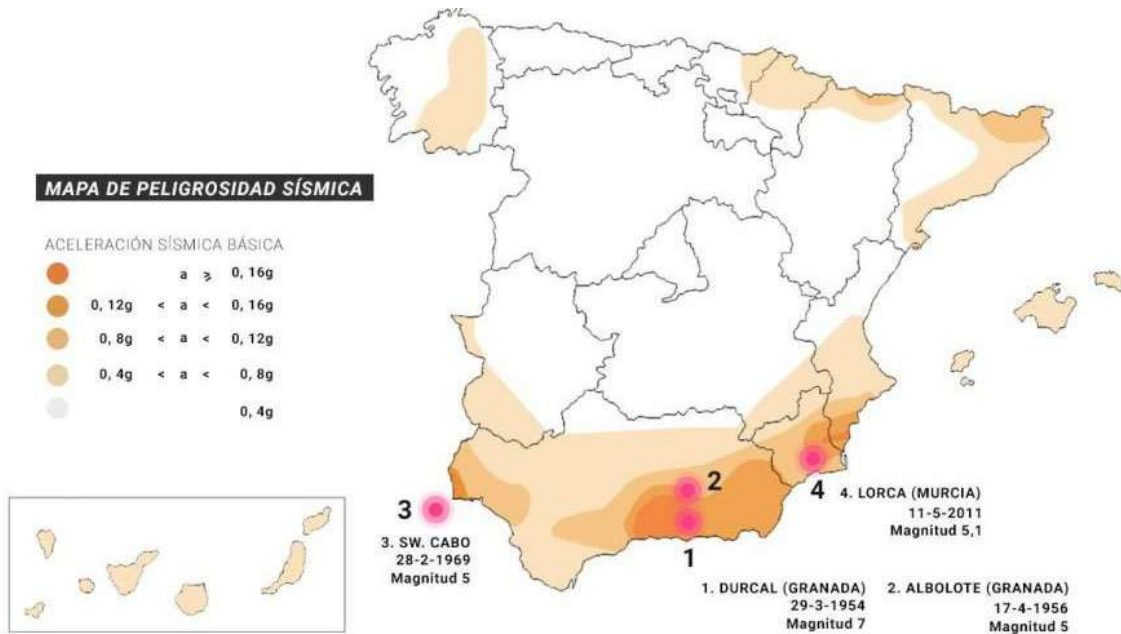 MAPA DE PELIGROSIDAD SÍSMICA
ACELERACIÓN SÍSMICA BÁSICA
a ≥ 0, 16g
0, 12g < a < 0, 16g
0, 8g < a < 0, 12g
0, 4g < a < 0, 8g
0, 4g
2
3
4
1
4. LORCA (MURCIA)
11-5-2011
Magnitud 5,1
3. SW. CABO
28-2-1969
Magnitud 5
1. DURCAL (GRANADA)
29-3-1954
Magnitud 7
2. ALBOLOTE (GRANADA)
17-4-1956
Magnitud 5